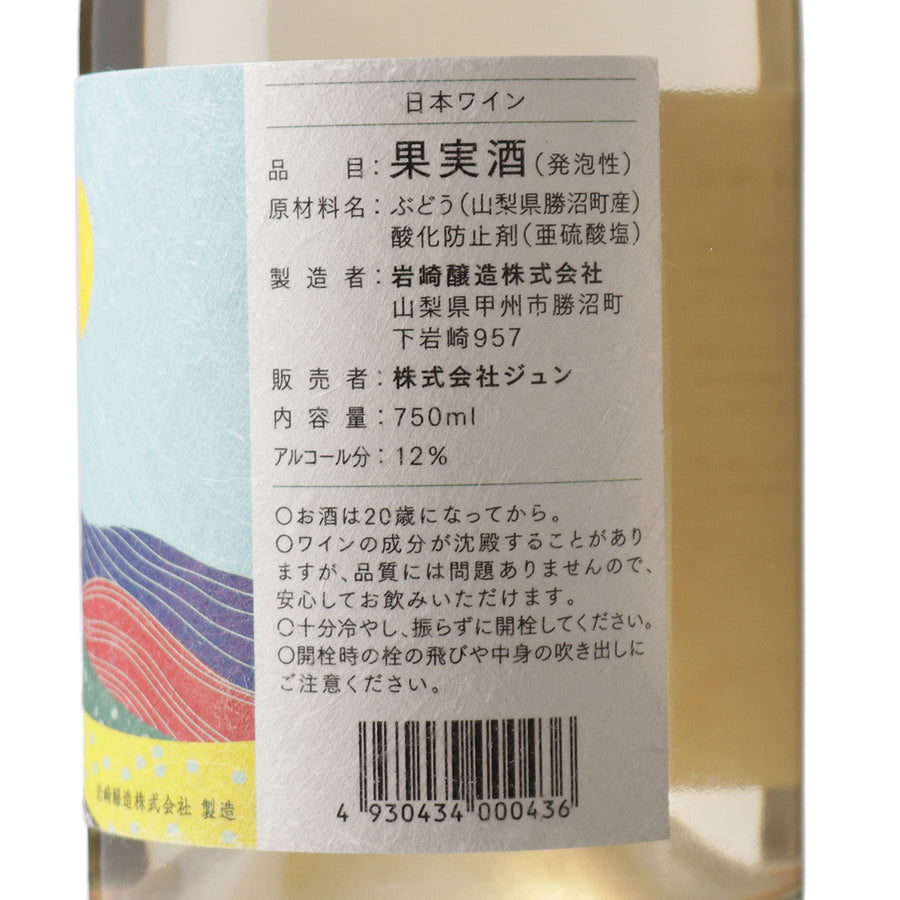 日本ワイン
品目：果実酒（発泡性）
原材料名：ぶどう（山梨県勝沼町産）
酸化防止剤（亜硫酸塩）
製造者：岩崎醸造株式会社
山梨県甲州市勝沼町
下岩崎957
販売者：株式会社ジュン
内容量：750ml
アルコール分：12%
○お酒は20歳になってから。
○ワインの成分が沈殿することがあり
ますが、品質には問題ありませんので、
安心してお飲みいただけます。
○十分冷やし、振らずに開栓してください。
○開栓時の栓の飛びや中身の吹き出しに
ご注意ください。
4 930434 000436
岩崎醸造株式会社 製造